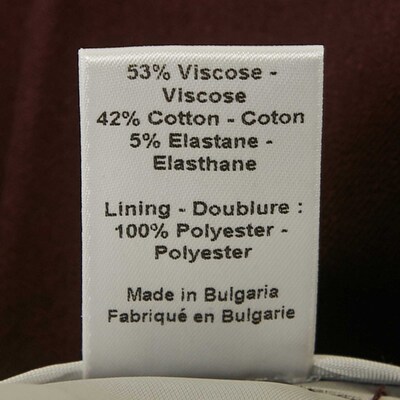 53% Viscose -
Viscose
42% Cotton - Coton
5% Elastane -
Elasthane
Lining - Doublure :
100% Polyester -
Polyester
Made in Bulgaria
Fabriqué en Bulgarie